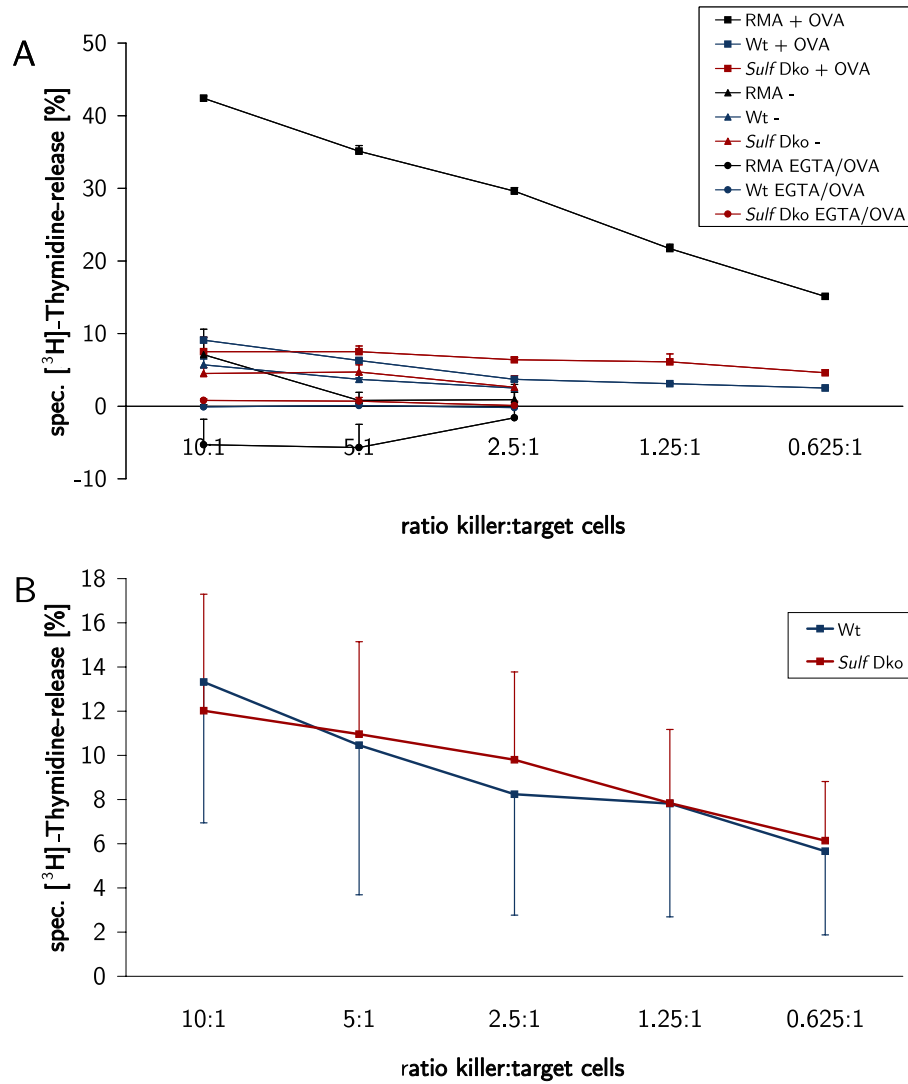 A
spec. [³H]-Thymidine-release [%]
50
40
30
20
10
0
-10
RMA + OVA
Wt + OVA
Sulf Dko + OVA
RMA -
Wt -
Sulf Dko -
RMA EGTA/OVA
Wt EGTA/OVA
Sulf Dko EGTA/OVA
10:1 5:1 2.5:1 1.25:1 0.625:1
ratio killer:target cells
B
spec. [³H]-Thymidine-release [%]
18
16
14
12
10
8
6
4
2
0
Wt
Sulf Dko
10:1 5:1 2.5:1 1.25:1 0.625:1
ratio killer:target cells